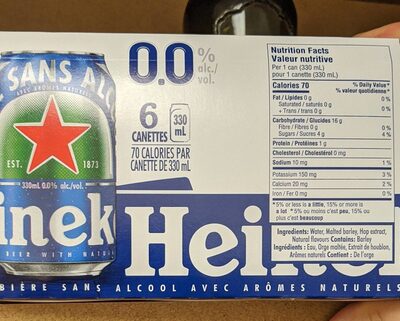 SANS AL
AVEC ARÔMES NATUREL
EST. 1873
330mL 0.0% alc./vol.
inek
BEER WITH NATU
0.0% alc./
vol.
6
CANETTES
330
mL
70 CALORIES PAR
CANETTE DE 330 mL
Heinek
BIÈRE SANS ALCOOL AVEC ARÔMES NATURELS
Nutrition Facts
Valeur nutritive
Per 1 can (330 mL)
pour 1 canette (330 mL)
Calories 70
% Daily Value*
% valeur quotidienne*
Fat / Lipides 0 g 0 %
Saturated / saturés 0 g
+ Trans / trans 0 g 0 %
Carbohydrate / Glucides 16 g
Fibre / Fibres 0 g 0 %
Sugars / Sucres 4 g 4 %
Protein / Protéines 1 g
Cholesterol / Cholestérol 0 mg
Sodium 10 mg 1 %
Potassium 150 mg 3 %
Calcium 20 mg 2 %
Iron / Fer 0 mg 0 %
*5% or less is a little, 15% or more is
a lot *5% ou moins c'est peu, 15% ou
plus c'est beaucoup
Ingredients: Water, Malted barley, Hop extract,
Natural flavours Contains: Barley
Ingrédients : Eau, Orge maltée, Extrait de houblon,
Arômes naturels Contient : De l'orge